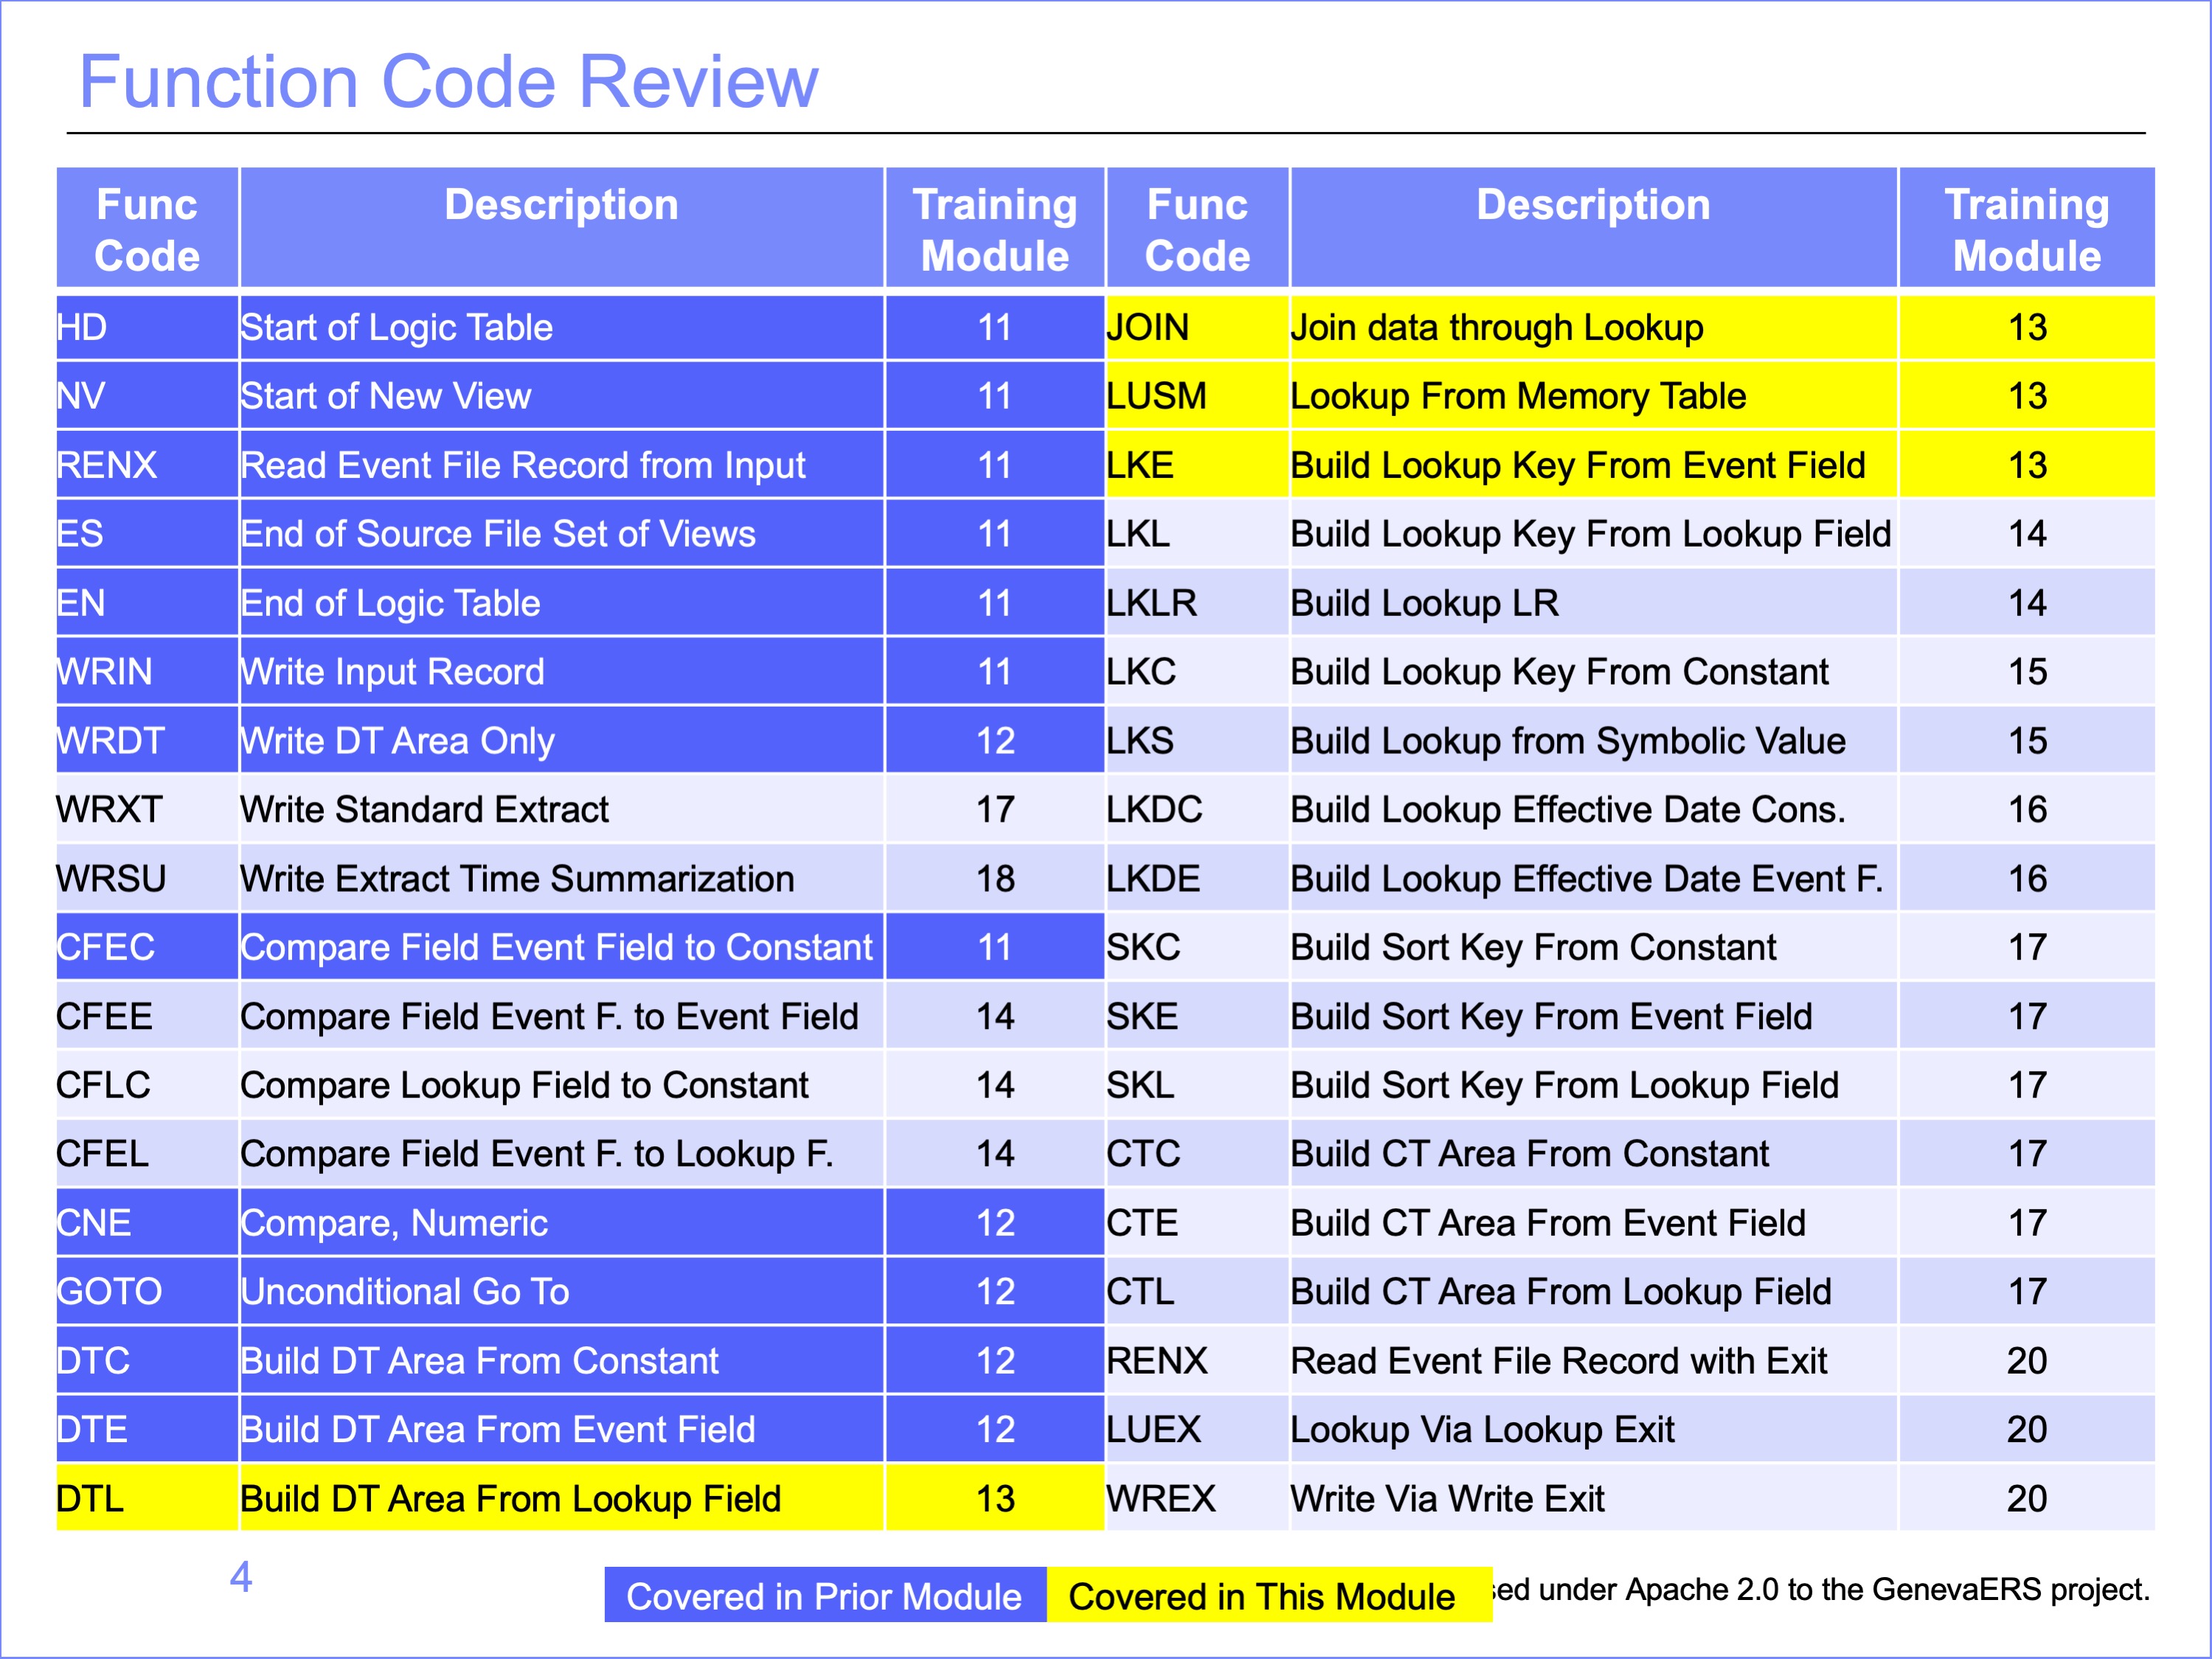 Function Code Review
Func Code Description Training Module Func Code Description Training Module
HD Start of Logic Table 11 JOIN Join data through Lookup 13
NV Start of New View 11 LUSM Lookup From Memory Table 13
RENX Read Event File Record from Input 11 LKE Build Lookup Key From Event Field 13
ES End of Source File Set of Views 11 LKL Build Lookup Key From Lookup Field 14
EN End of Logic Table 11 LKLR Build Lookup LR 14
WRIN Write Input Record 11 LKC Build Lookup Key From Constant 15
WRDT Write DT Area Only 12 LKS Build Lookup from Symbolic Value 15
WRXT Write Standard Extract 17 LKDC Build Lookup Effective Date Cons. 16
WRSU Write Extract Time Summarization 18 LKDE Build Lookup Effective Date Event F. 16
CFEC Compare Field Event Field to Constant 11 SKC Build Sort Key From Constant 17
CFEE Compare Field Event F. to Event Field 14 SKE Build Sort Key From Event Field 17
CFLC Compare Lookup Field to Constant 14 SKL Build Sort Key From Lookup Field 17
CFEL Compare Field Event F. to Lookup F. 14 CTC Build CT Area From Constant 17
CNE Compare, Numeric 12 CTE Build CT Area From Event Field 17
GOTO Unconditional Go To 12 CTL Build CT Area From Lookup Field 17
DTC Build DT Area From Constant 12 RENX Read Event File Record with Exit 20
DTE Build DT Area From Event Field 12 LUEX Lookup Via Lookup Exit 20
DTL Build DT Area From Lookup Field 13 WREX Write Via Write Exit 20
4 Covered in Prior Module Covered in This Module under Apache 2.0 to the GenevaERS project.